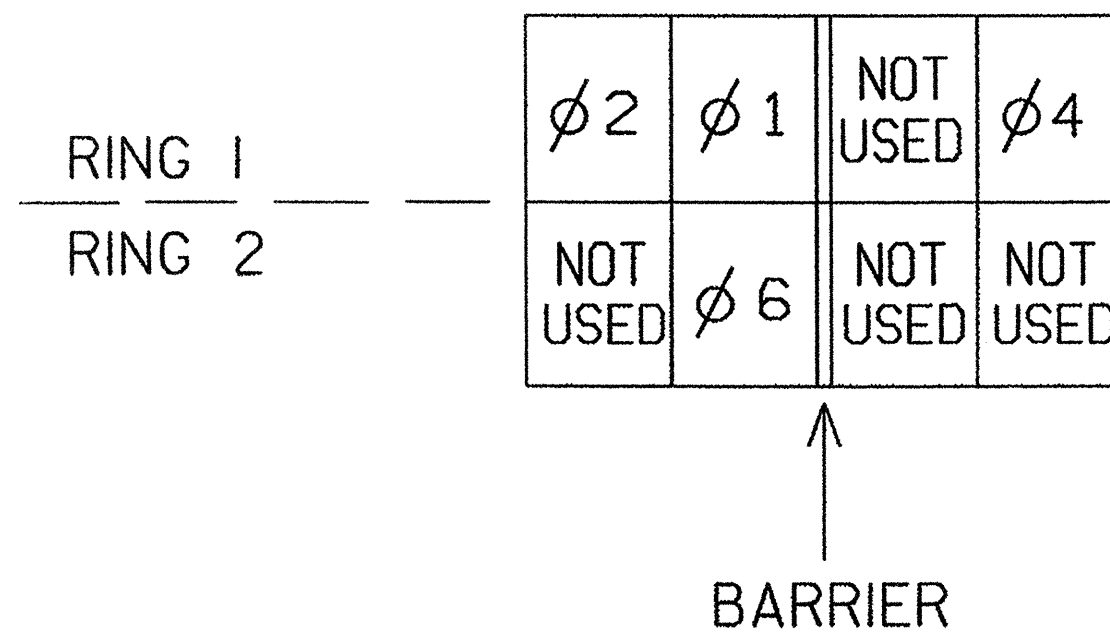 RING 1
RING 2
ø2
ø1
NOT
USED
ø4
NOT
USED
ø6
NOT
USED
NOT
USED
BARRIER